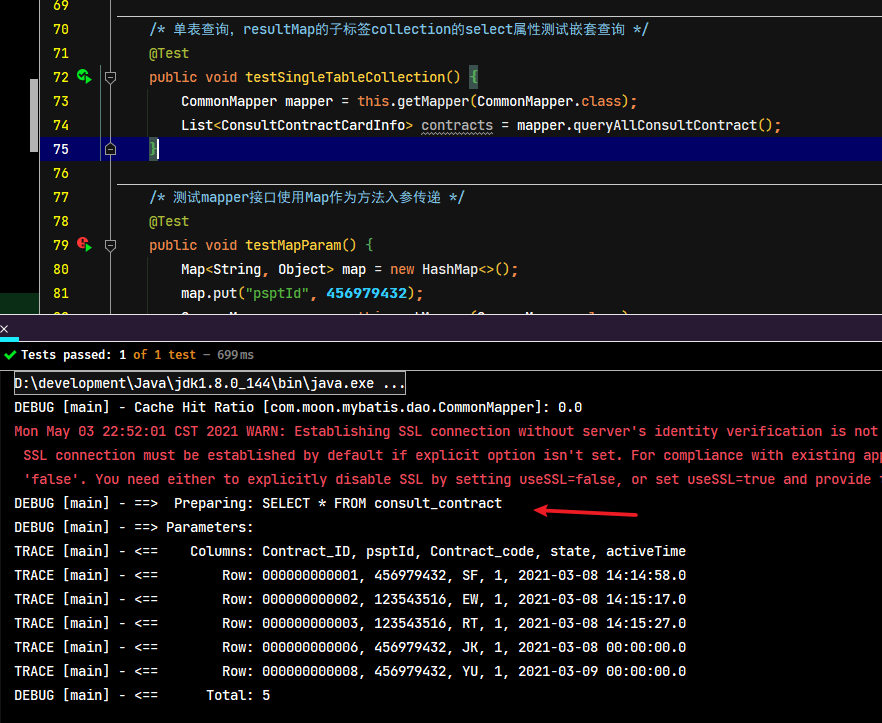 69
70 /* 单表查询，resultMap的子标签collection的select属性测试嵌套查询 */
71 @Test
72 public void testSingleTableCollection() {
73 CommonMapper mapper = this.getMapper(CommonMapper.class);
74 List<ConsultContractCardInfo> contracts = mapper.queryAllConsultContract();
75 }
76
77 /* 测试mapper接口使用Map作为方法入参传递 */
78 @Test
79 public void testMapParam() {
80 Map<String, Object> map = new HashMap<>();
81 map.put("psptId", 456979432);
Tests passed: 1 of 1 test – 699 ms
D:\development\Java\jdk1.8.0_144\bin\java.exe ...
DEBUG [main] - Cache Hit Ratio [com.moon.mybatis.dao.CommonMapper]: 0.0
Mon May 03 22:52:01 CST 2021 WARN: Establishing SSL connection without server's identity verification is not
SSL connection must be established by default if explicit option isn't set. For compliance with existing app
'false'. You need either to explicitly disable SSL by setting useSSL=false, or set useSSL=true and provide
DEBUG [main] - ==>  Preparing: SELECT * FROM consult_contract
DEBUG [main] - ==> Parameters:
TRACE [main] - <==    Columns: Contract_ID, psptId, Contract_code, state, activeTime
TRACE [main] - <==        Row: 000000000001, 456979432, SF, 1, 2021-03-08 14:14:58.0
TRACE [main] - <==        Row: 000000000002, 123543516, EW, 1, 2021-03-08 14:15:17.0
TRACE [main] - <==        Row: 000000000003, 123543516, RT, 1, 2021-03-08 14:15:27.0
TRACE [main] - <==        Row: 000000000006, 456979432, JK, 1, 2021-03-08 00:00:00.0
TRACE [main] - <==        Row: 000000000008, 456979432, YU, 1, 2021-03-09 00:00:00.0
DEBUG [main] - <==      Total: 5